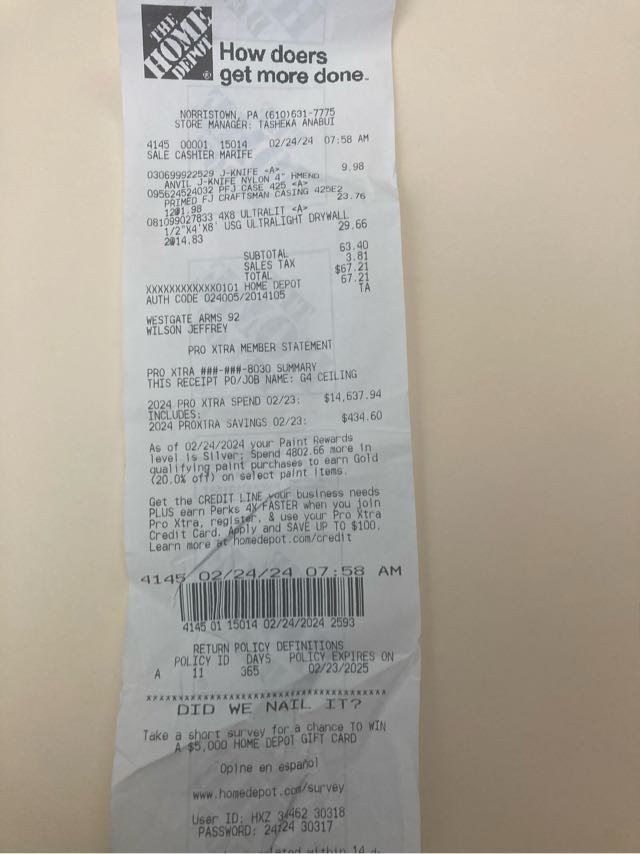 THE HOME DEPOT
How doers
get more done™
NORRISTOWN, PA (610)631-7775
STORE MANAGER: TASHEKA ANABUI
4145 00001 15014 02/24/24 07:58 AM
SALE CASHIER MARIFE
030699922529 J-KNIFE <A> 9.98
ANVIL J-KNIFE NYLON 4" HMEND
095624524032 PFJ CASE 425 <A>
PRIMED FJ CRAFTSMAN CASING 425E2
12@1.98 23.76
081099027833 4X8 ULTRALIT <A>
1/2"X4'X8' USG ULTRALIGHT DRYWALL
2@14.83 29.66
SUBTOTAL 63.40
SALES TAX 3.81
TOTAL $67.21
XXXXXXXXXXXX0101 HOME DEPOT 67.21
AUTH CODE 024005/2014105 TA
WESTGATE ARMS 92
WILSON JEFFREY
PRO XTRA MEMBER STATEMENT
PRO XTRA ###-###-8030 SUMMARY
THIS RECEIPT PO/JOB NAME: G4 CEILING
2024 PRO XTRA SPEND 02/23: $14,637.94
INCLUDES:
2024 PROXTRA SAVINGS 02/23: $434.60
As of 02/24/2024 your Paint Rewards
level is Silver; Spend 4802.66 more in
qualifying paint purchases to earn Gold
(20.0% off) on select paint items.
Get the CREDIT LINE your business needs
PLUS earn Perks 4X FASTER when you join
Pro Xtra, register, & use your Pro Xtra
Credit Card. Apply and SAVE UP TO $100.
Learn more at homedepot.com/credit
4145 02/24/24 07:58 AM
4145 01 15014 02/24/2024 2593
RETURN POLICY DEFINITIONS
POLICY ID DAYS POLICY EXPIRES ON
A 11 365 02/23/2025
DID WE NAIL IT?
Take a short survey for a chance TO WIN
A $5,000 HOME DEPOT GIFT CARD
Opine en español
www.homedepot.com/survey
User ID: HXZ 31462 30318
PASSWORD: 24124 30317
within 14